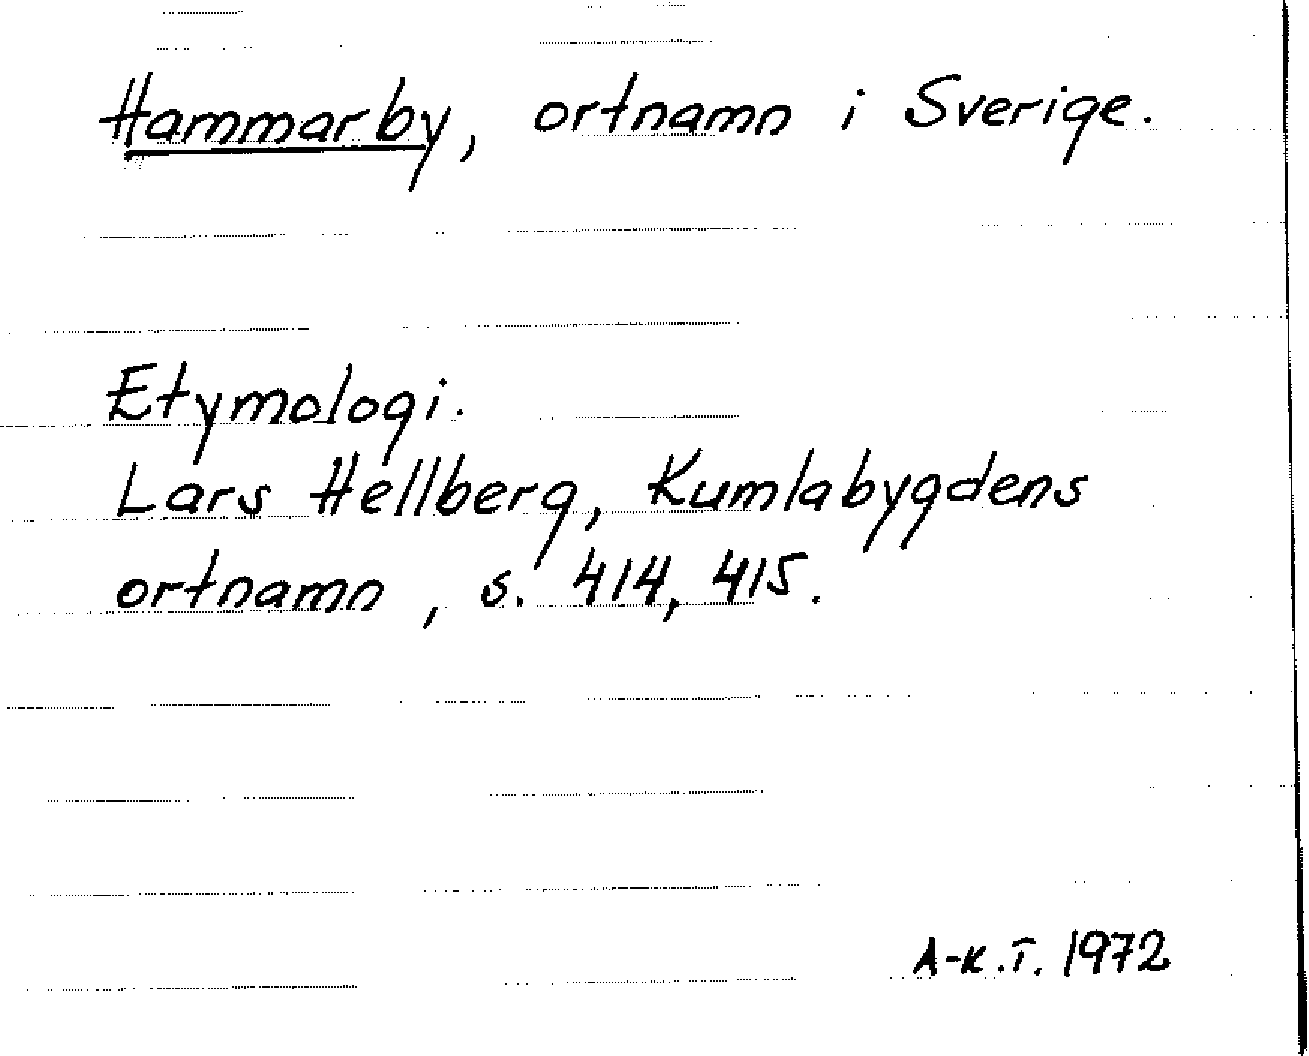 Hammarby, ortnamn i Sverige.
Etymologi.
Lars Hellberg, Kumlabygdens
ortnamn, s. 414, 415.
A-K.T. 1972